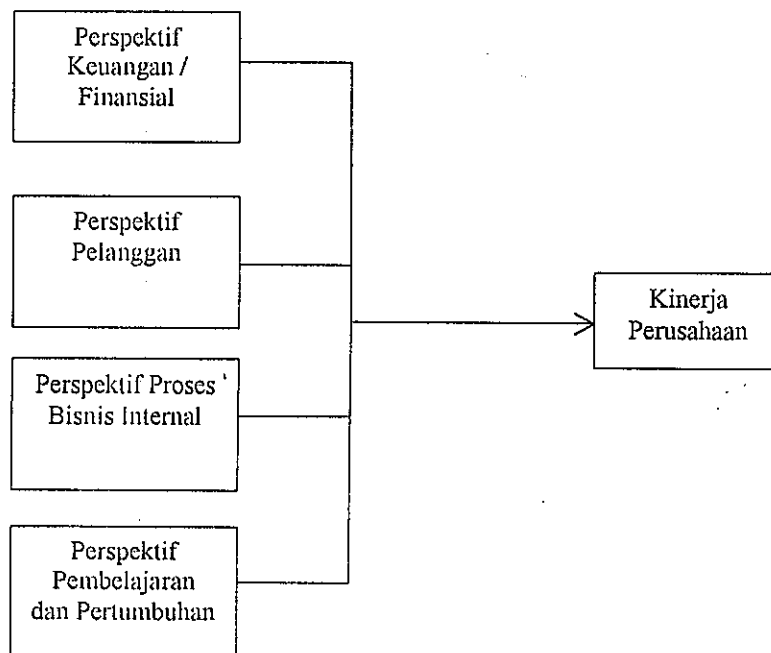 Perspektif
Keuangan /
Finansial
Perspektif
Pelanggan
Kinerja
Perusahaan
Perspektif Proses
Bisnis Internal
Perspektif
Pembelajaran
dan Pertumbuhan